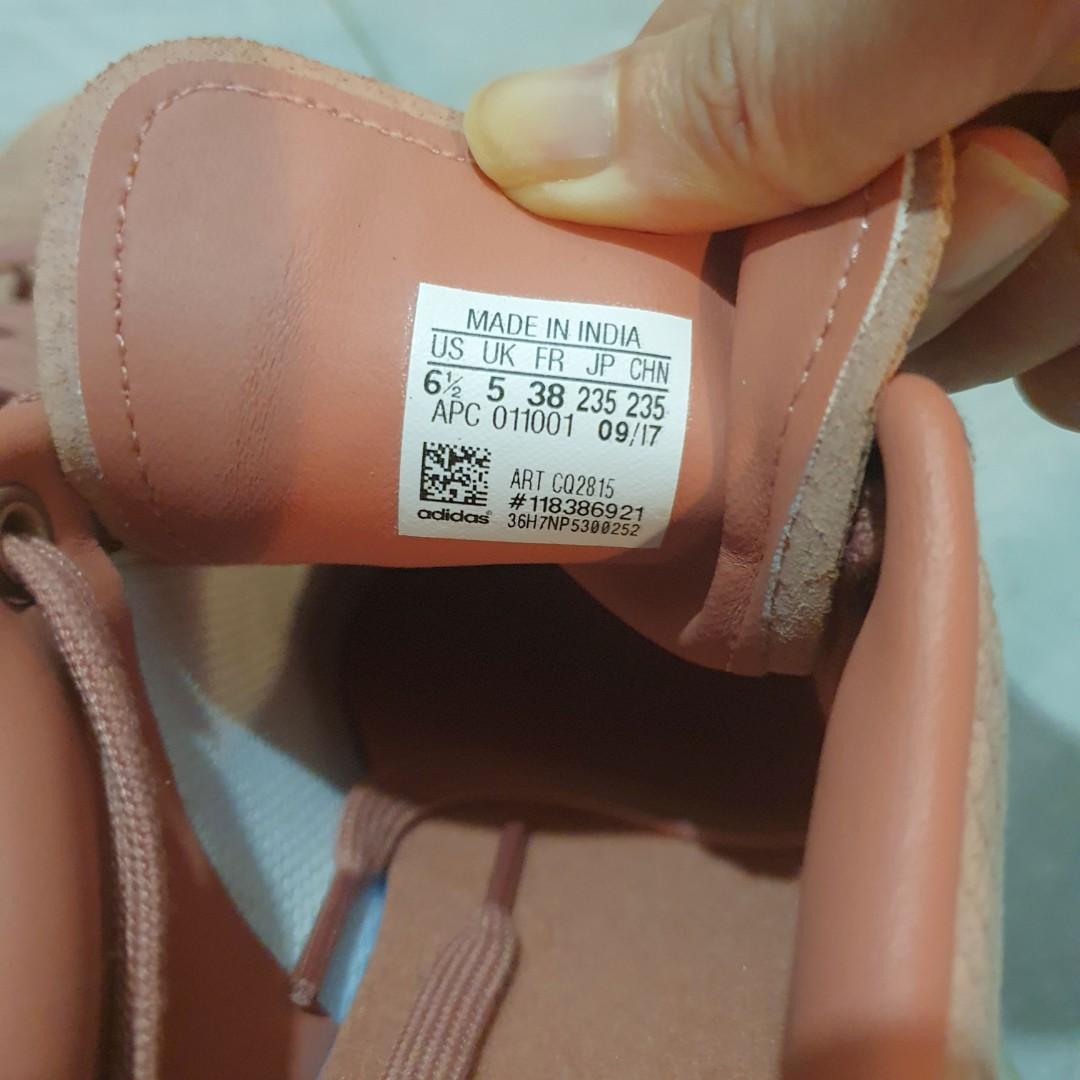 MADE IN INDIA
US UK FR JP CHN
6½ 5 38 235 235
APC 011001 09/17
ART CQ2815
#118386921
adidas® 36H7NP5300252